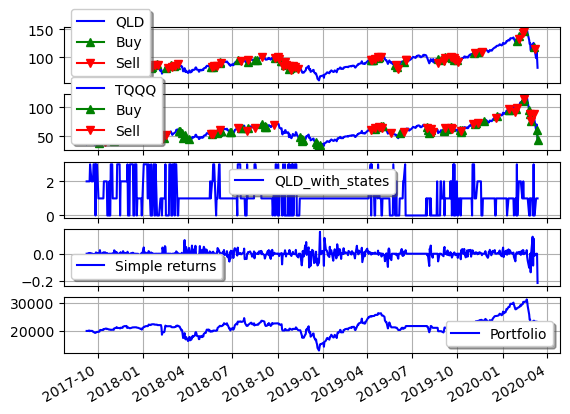 QLD
Buy
Sell
150
100
TQQQ
Buy
Sell
100
50
QLD_with_states
2
0
Simple returns
0.0
−0.2
Portfolio
30000
20000
2017-10
2018-01
2018-04
2018-07
2018-10
2019-01
2019-04
2019-07
2019-10
2020-01
2020-04